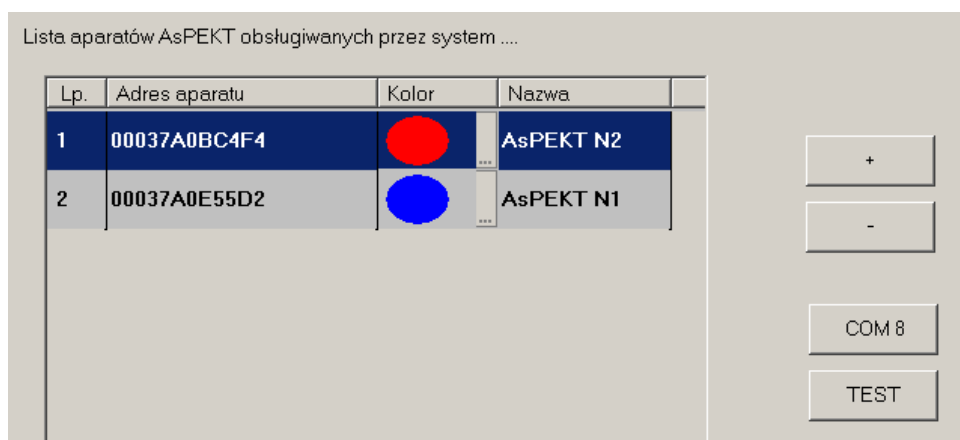 Lista aparatów AsPEKT obsługiwanych przez system ....
Lp. Adres aparatu Kolor Nazwa
1 00037A0BC4F4 ... AsPEKT N2
2 00037A0E55D2 ... AsPEKT N1
+
-
COM 8
TEST